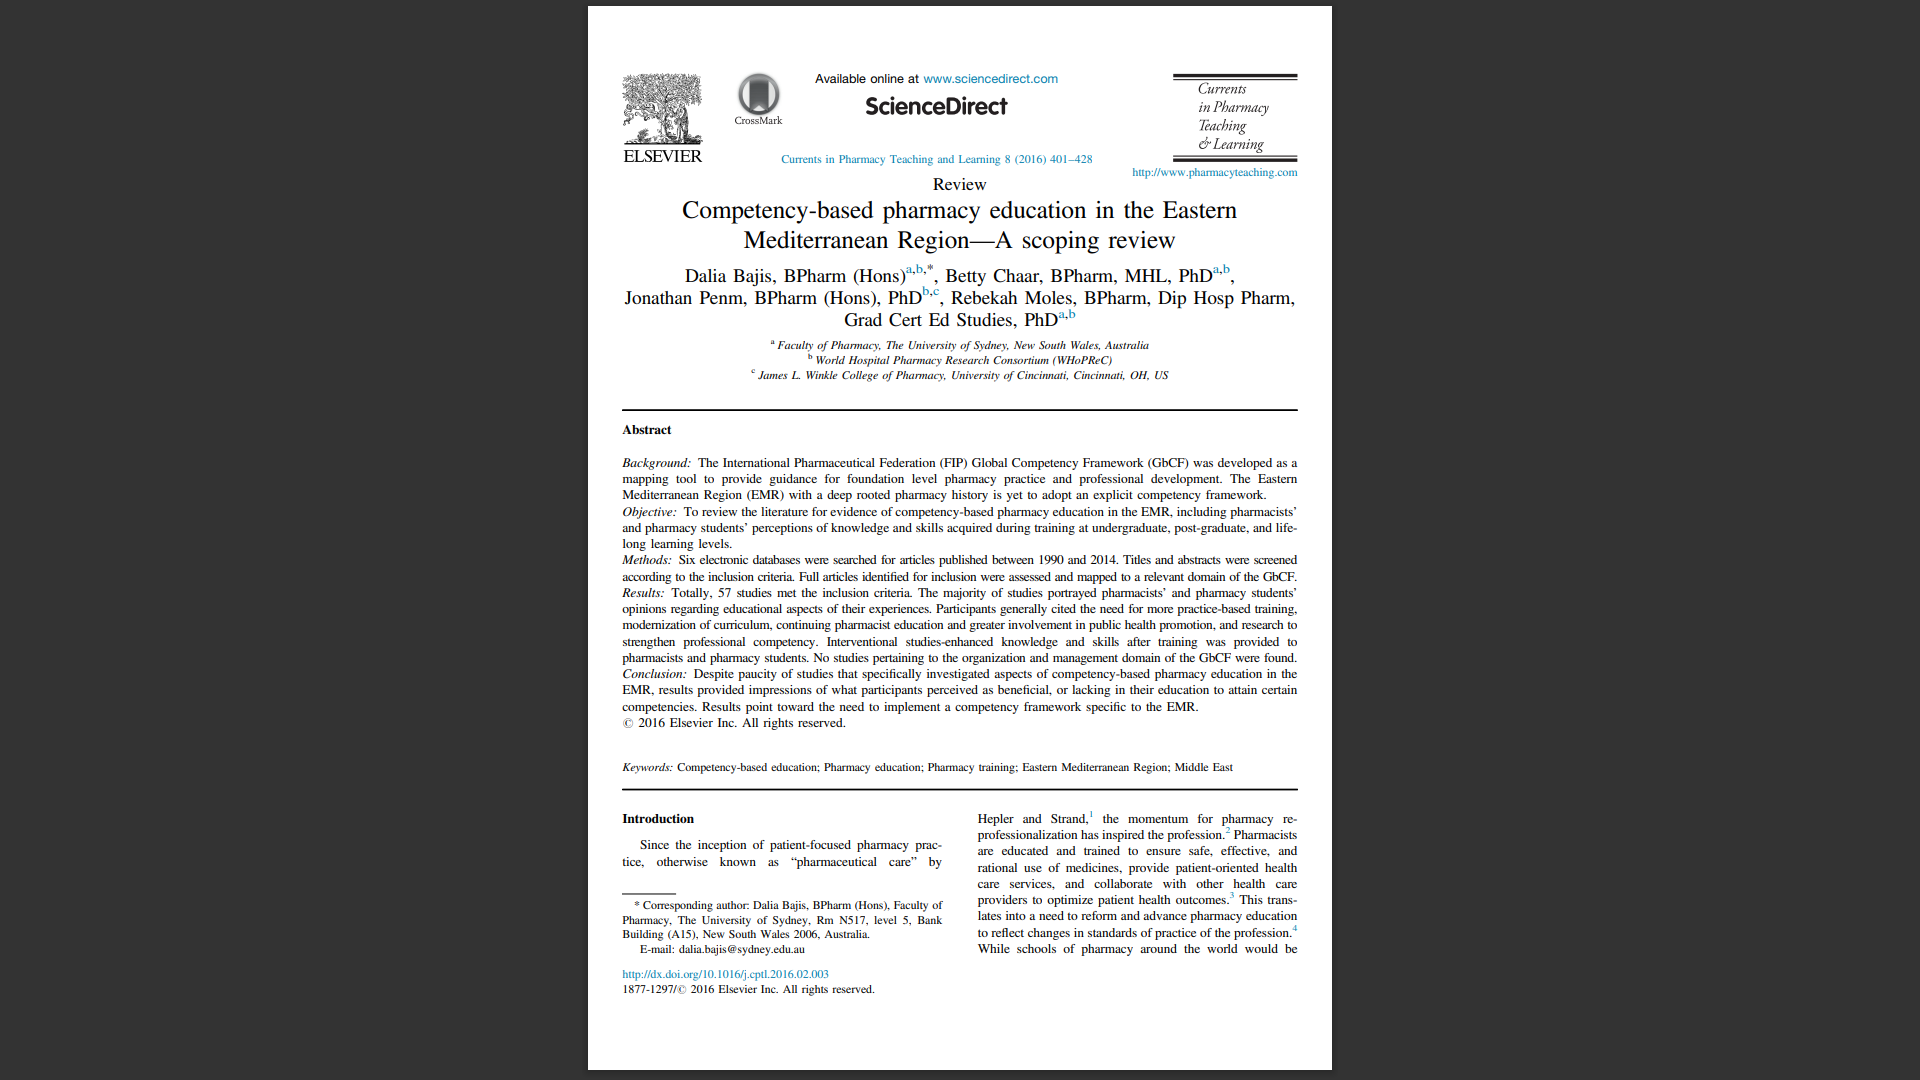 ELSEVIER
CrossMark
Available online at www.sciencedirect.com
ScienceDirect
Currents in Pharmacy Teaching and Learning 8 (2016) 401–428
Currents
in Pharmacy
Teaching
& Learning
http://www.pharmacyteaching.com
Review
Competency-based pharmacy education in the Eastern
Mediterranean Region—A scoping review
Dalia Bajis, BPharm (Hons)a,b,*, Betty Chaar, BPharm, MHL, PhDa,b,
Jonathan Penm, BPharm (Hons), PhDb,c, Rebekah Moles, BPharm, Dip Hosp Pharm,
Grad Cert Ed Studies, PhDa,b
a Faculty of Pharmacy, The University of Sydney, New South Wales, Australia
b World Hospital Pharmacy Research Consortium (WHoPReC)
c James L. Winkle College of Pharmacy, University of Cincinnati, Cincinnati, OH, US
Abstract
Background: The International Pharmaceutical Federation (FIP) Global Competency Framework (GbCF) was developed as a
mapping tool to provide guidance for foundation level pharmacy practice and professional development. The Eastern
Mediterranean Region (EMR) with a deep rooted pharmacy history is yet to adopt an explicit competency framework.
Objective: To review the literature for evidence of competency-based pharmacy education in the EMR, including pharmacists’
and pharmacy students’ perceptions of knowledge and skills acquired during training at undergraduate, post-graduate, and life-
long learning levels.
Methods: Six electronic databases were searched for articles published between 1990 and 2014. Titles and abstracts were screened
according to the inclusion criteria. Full articles identified for inclusion were assessed and mapped to a relevant domain of the GbCF.
Results: Totally, 57 studies met the inclusion criteria. The majority of studies portrayed pharmacists’ and pharmacy students’
opinions regarding educational aspects of their experiences. Participants generally cited the need for more practice-based training,
modernization of curriculum, continuing pharmacist education and greater involvement in public health promotion, and research to
strengthen professional competency. Interventional studies-enhanced knowledge and skills after training was provided to
pharmacists and pharmacy students. No studies pertaining to the organization and management domain of the GbCF were found.
Conclusion: Despite paucity of studies that specifically investigated aspects of competency-based pharmacy education in the
EMR, results provided impressions of what participants perceived as beneficial, or lacking in their education to attain certain
competencies. Results point toward the need to implement a competency framework specific to the EMR.
© 2016 Elsevier Inc. All rights reserved.
Keywords: Competency-based education; Pharmacy education; Pharmacy training; Eastern Mediterranean Region; Middle East
Introduction
Since the inception of patient-focused pharmacy prac-
tice, otherwise known as “pharmaceutical care” by
* Corresponding author: Dalia Bajis, BPharm (Hons), Faculty of
Pharmacy, The University of Sydney, Rm N517, level 5, Bank
Building (A15), New South Wales 2006, Australia.
E-mail: dalia.bajis@sydney.edu.au
Hepler and Strand,1 the momentum for pharmacy re-
professionalization has inspired the profession.2 Pharmacists
are educated and trained to ensure safe, effective, and
rational use of medicines, provide patient-oriented health
care services, and collaborate with other health care
providers to optimize patient health outcomes.3 This trans-
lates into a need to reform and advance pharmacy education
to reflect changes in standards of practice of the profession.4
While schools of pharmacy around the world would be
http://dx.doi.org/10.1016/j.cptl.2016.02.003
1877-1297/© 2016 Elsevier Inc. All rights reserved.